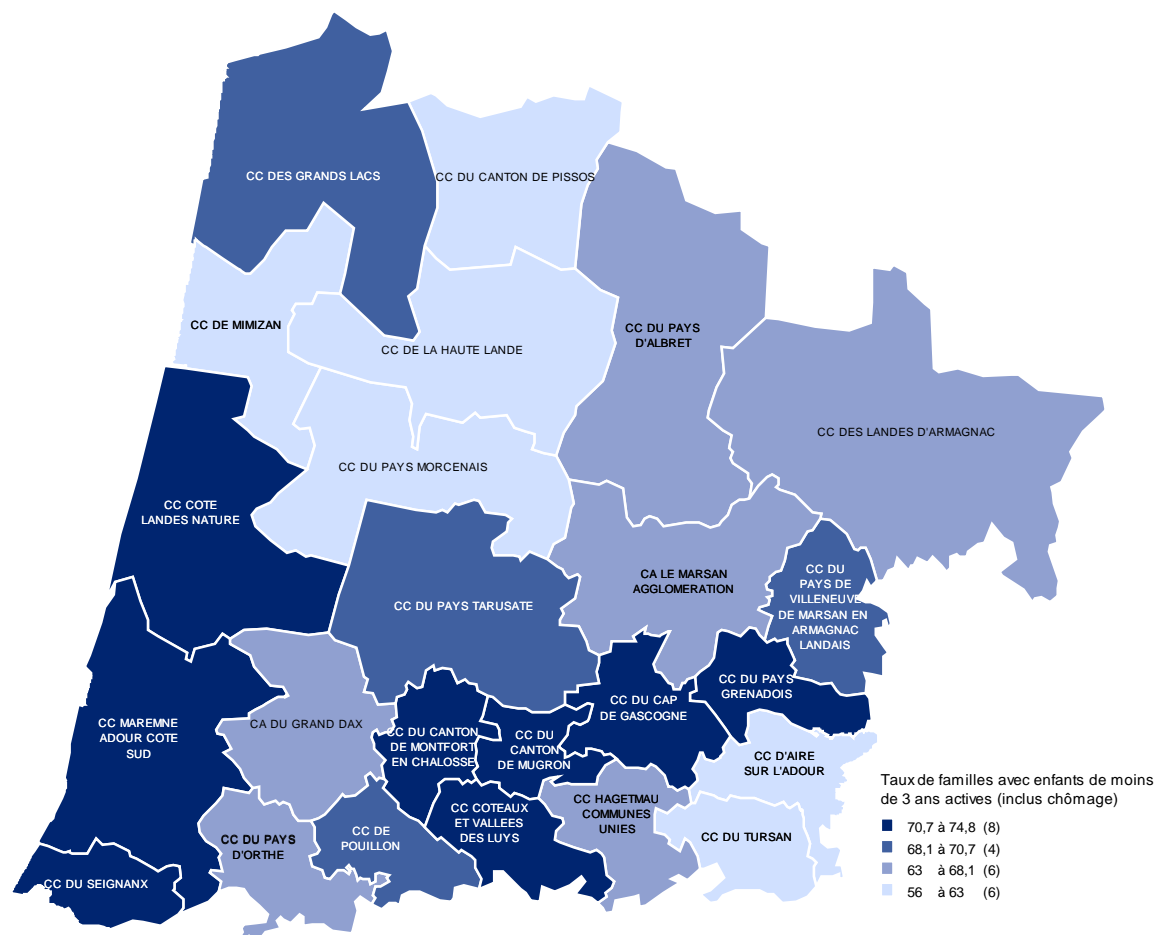 CC DES GRANDS LACS
CC DU CANTON DE PISSOS
CC DE MIMIZAN
CC DU PAYS
D'ALBRET
CC DE LA HAUTE LANDE
CC DES LANDES D'ARMAGNAC
CC DU PAYS MORCENAIS
CC COTE
LANDES NATURE
CA LE MARSAN
AGGLOMERATION
CC DU
PAYS DE
VILLENEUVE
DE MARSAN EN
ARMAGNAC
LANDAIS
CC DU PAYS TARUSATE
CC DU PAYS
GRENADOIS
CC DU CAP
DE GASCOGNE
CC MAREMNE
ADOUR COTE
SUD
CA DU GRAND DAX
CC DU CANTON
DE MONTFORT
EN CHALOSSE
CC DU
CANTON
DE MUGRON
CC D'AIRE
SUR L'ADOUR
CC HAGETMAU
COMMUNES
UNIES
CC COTEAUX
ET VALLEES
DES LUYS
CC DU TURSAN
CC DE
POUILLON
CC DU PAYS
D'ORTHE
CC DU SEIGNANX
Taux de familles avec enfants de moins
de 3 ans actives (inclus chômage)
70,7 à 74,8 (8)
68,1 à 70,7 (4)
63 à 68,1 (6)
56 à 63 (6)